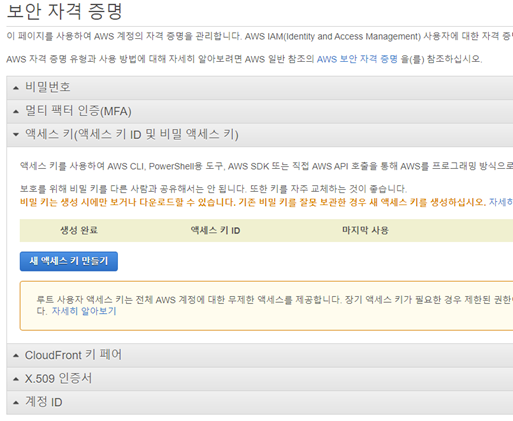 보안 자격 증명
이 페이지를 사용하여 AWS 계정의 자격 증명을 관리합니다. AWS IAM(Identity and Access Management) 사용자에 대한 자격 증
AWS 자격 증명 유형과 사용 방법에 대해 자세히 알아보려면 AWS 일반 참조의 AWS 보안 자격 증명 을(를) 참조하십시오.
비밀번호
멀티 팩터 인증(MFA)
액세스 키(액세스 키 ID 및 비밀 액세스 키)
액세스 키를 사용하여 AWS CLI, PowerShell용 도구, AWS SDK 또는 직접 AWS API 호출을 통해 AWS를 프로그래밍 방식으로
보호를 위해 비밀 키를 다른 사람과 공유해서는 안 됩니다. 또한 키를 자주 교체하는 것이 좋습니다.
비밀 키는 생성 시에만 보거나 다운로드할 수 있습니다. 기존 비밀 키를 잘못 보관한 경우 새 액세스 키를 생성하십시오. 자세히
생성 완료 액세스 키 ID 마지막 사용
새 액세스 키 만들기
루트 사용자 액세스 키는 전체 AWS 계정에 대한 무제한 액세스를 제공합니다. 장기 액세스 키가 필요한 경우 제한된 권한이
다. 자세히 알아보기
CloudFront 키 페어
X.509 인증서
계정 ID